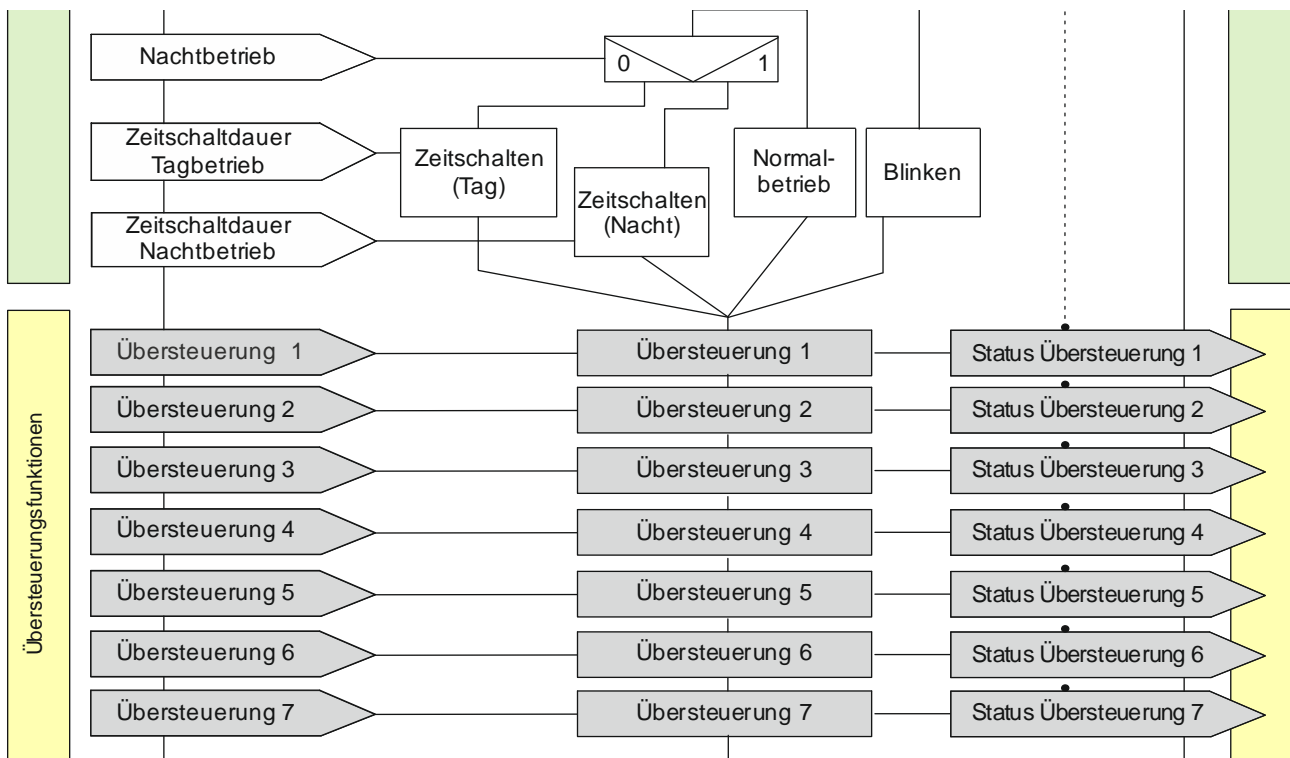 Nachtbetrieb
0
1
Zeitschaltdauer
Tagbetrieb
Zeitschalten
(Tag)
Zeitschalten
(Nacht)
Normal-
betrieb
Blinken
Zeitschaltdauer
Nachtbetrieb
Übersteuerungsfunktionen
Übersteuerung 1
Übersteuerung 1
Status Übersteuerung 1
Übersteuerung 2
Übersteuerung 2
Status Übersteuerung 2
Übersteuerung 3
Übersteuerung 3
Status Übersteuerung 3
Übersteuerung 4
Übersteuerung 4
Status Übersteuerung 4
Übersteuerung 5
Übersteuerung 5
Status Übersteuerung 5
Übersteuerung 6
Übersteuerung 6
Status Übersteuerung 6
Übersteuerung 7
Übersteuerung 7
Status Übersteuerung 7